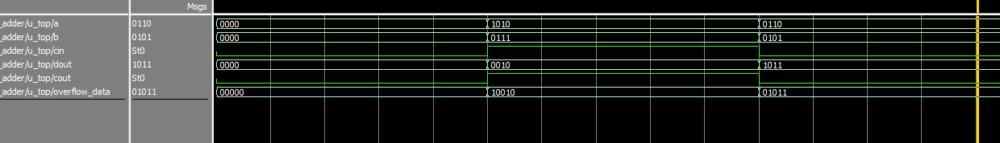 Msgs
_adder/u_top/a 0110 0000 1010 0110
_adder/u_top/b 0101 0000 0111 0101
_adder/u_top/cin St0
_adder/u_top/dout 1011 0000 0010 1011
_adder/u_top/cout St0
_adder/u_top/overflow_data 01011 00000 10010 01011